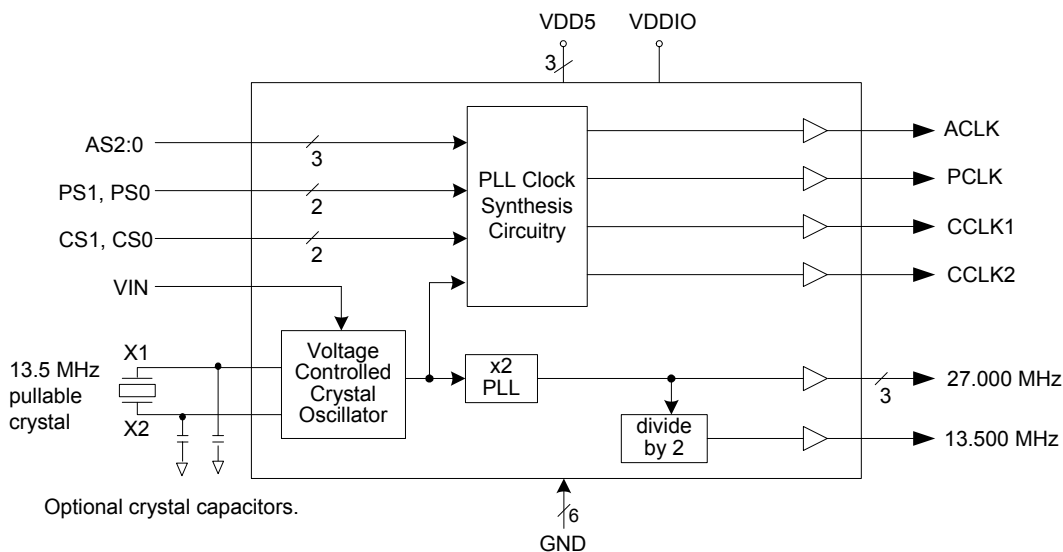 VDD5
VDDIO
3
AS2:0
3
PS1, PS0
2
CS1, CS0
2
VIN
PLL Clock
Synthesis
Circuitry
ACLK
PCLK
CCLK1
CCLK2
13.5 MHz
pullable
crystal
X1
X2
Voltage
Controlled
Crystal
Oscillator
x2
PLL
3
27.000 MHz
divide
by 2
13.500 MHz
Optional crystal capacitors.
6
GND